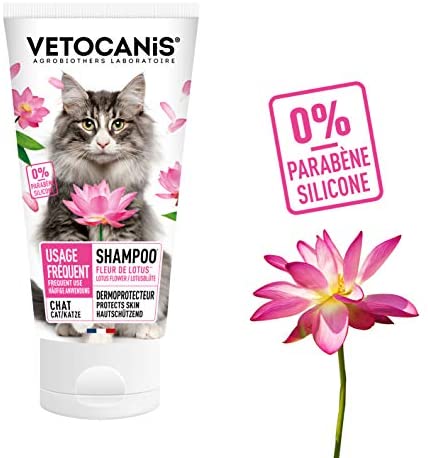 VETOCANiS®
AGROBIOTHERS LABORATOIRE
0%
PARABÈNE
SILICONE
USAGE
FRÉQUENT
FREQUENT USE
HÄUFIGE ANWENDUNG
CHAT
CAT/KATZE
SHAMPOO
FLEUR DE LOTUS
LOTUS FLOWER / LOTUSBLÜTE
DERMOPROTECTEUR
PROTECTS SKIN
HAUTSCHÜTZEND
0%
PARABÈNE
SILICONE